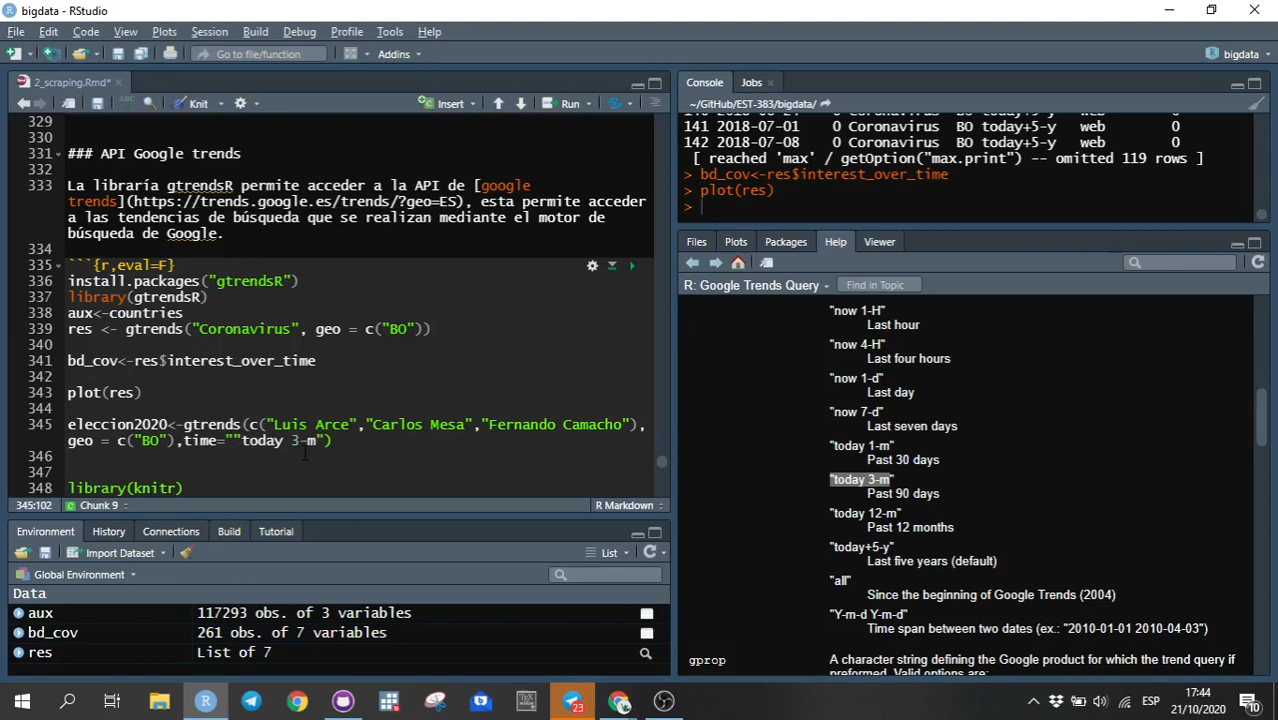 bigdata - RStudio
File Edit Code View Plots Session Build Debug Profile Tools Help
Go to file/function
Addins
bigdata
2_scraping.Rmd*
ABC
Knit
Insert
Run
329
330
331 ### API Google trends
332
333 La libraría gtrendsR permite acceder a la API de [google
trends](https://trends.google.es/trends/?geo=ES), esta permite acceder
a las tendencias de búsqueda que se realizan mediante el motor de
búsqueda de Google.
334
335 ```{r,eval=F}
336 install.packages("gtrendsR")
337 library(gtrendsR)
338 aux<-countries
339 res <- gtrends("Coronavirus", geo = c("BO"))
340
341 bd_cov<-res$interest_over_time
342
343 plot(res)
344
345 eleccion2020<-gtrends(c("Luis Arce","Carlos Mesa","Fernando Camacho"),
geo = c("BO"),time=""today 3-m")
346
347
348 library(knitr)
345:102 Chunk 9 R Markdown
Environment History Connections Build Tutorial
Import Dataset List
Global Environment
Data
aux 117293 obs. of 3 variables
bd_cov 261 obs. of 7 variables
res List of 7
Console Jobs
~/GitHub/EST-383/bigdata/
141 2018-07-01 0 Coronavirus BO today+5-y web 0
142 2018-07-08 0 Coronavirus BO today+5-y web 0
[ reached 'max' / getOption("max.print") -- omitted 119 rows ]
> bd_cov<-res$interest_over_time
> plot(res)
>
Files Plots Packages Help Viewer
R: Google Trends Query Find in Topic
"now 1-H"
Last hour
"now 4-H"
Last four hours
"now 1-d"
Last day
"now 7-d"
Last seven days
"today 1-m"
Past 30 days
"today 3-m"
Past 90 days
"today 12-m"
Past 12 months
"today+5-y"
Last five years (default)
"all"
Since the beginning of Google Trends (2004)
"Y-m-d Y-m-d"
Time span between two dates (ex.: "2010-01-01 2010-04-03")
gprop A character string defining the Google product for which the trend query if
preformed. Valid options are:
23
ESP
17:44
21/10/2020
10